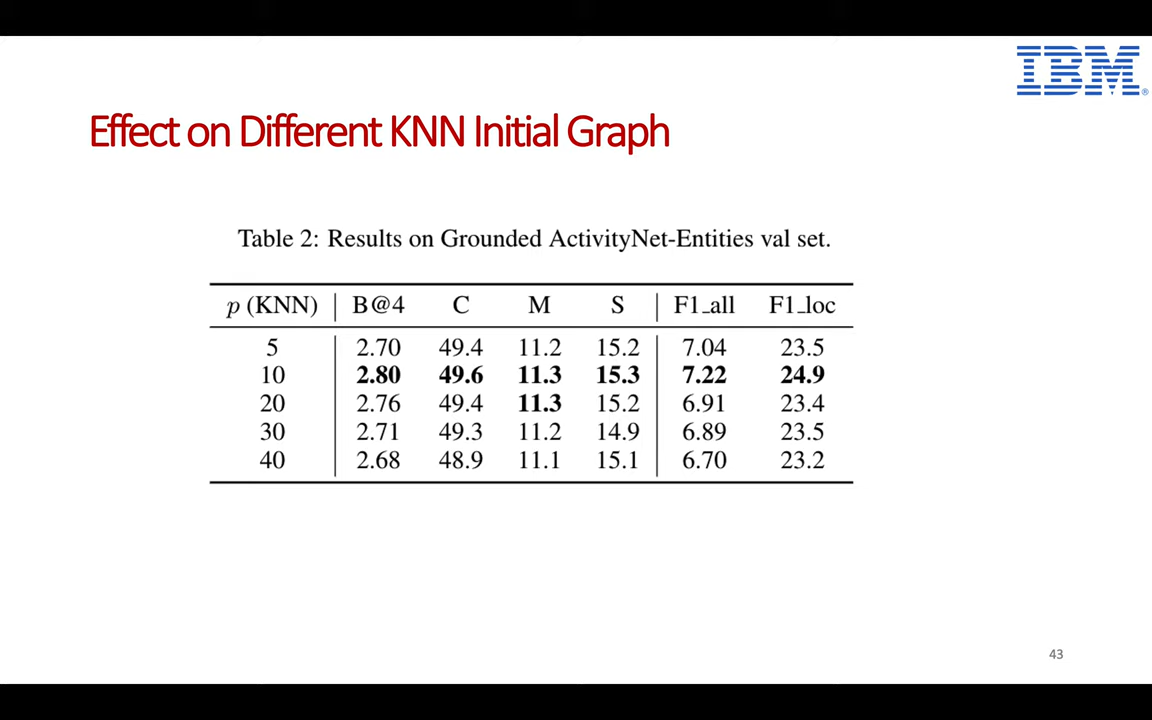 IBM®
Effect on Different KNN Initial Graph
Table 2: Results on Grounded ActivityNet-Entities val set.
p (KNN) B@4 C M S F1_all F1_loc
5 2.70 49.4 11.2 15.2 7.04 23.5
10 2.80 49.6 11.3 15.3 7.22 24.9
20 2.76 49.4 11.3 15.2 6.91 23.4
30 2.71 49.3 11.2 14.9 6.89 23.5
40 2.68 48.9 11.1 15.1 6.70 23.2
43